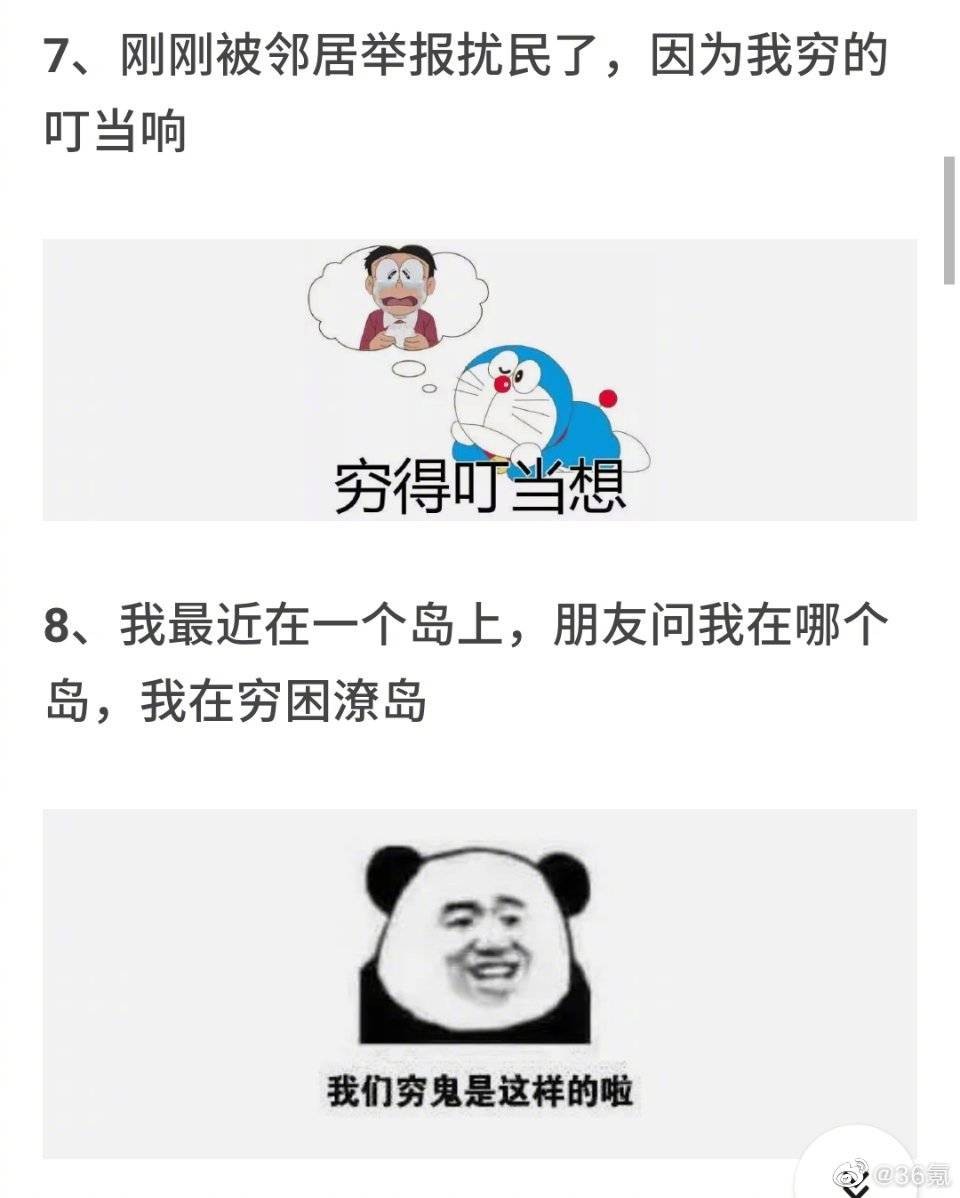 7、刚刚被邻居举报扰民了，因为我穷的
叮当响
穷得叮当想
8、我最近在一个岛上，朋友问我在哪个
岛，我在穷困潦岛
我们穷鬼是这样的啦
@36氪